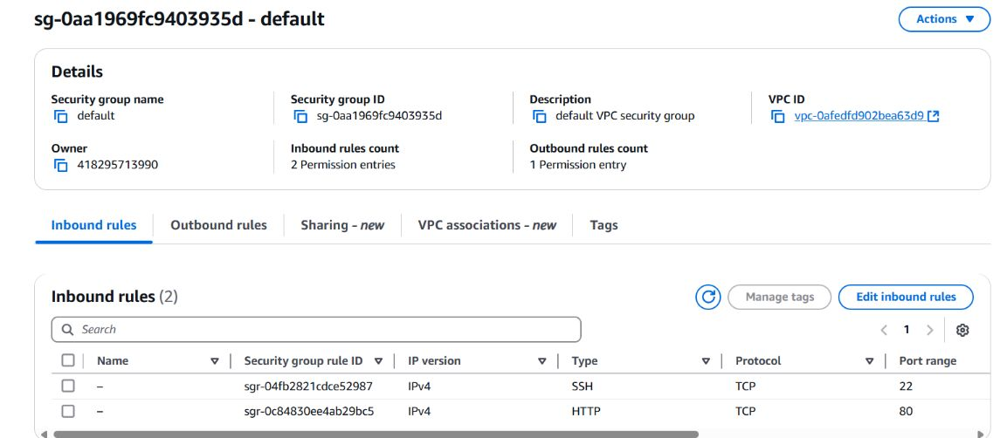 sg-0aa1969fc9403935d - default
Actions
Details
Security group name
default
Security group ID
sg-0aa1969fc9403935d
Description
default VPC security group
VPC ID
vpc-0afedfd902bea63d9
Owner
418295713990
Inbound rules count
2 Permission entries
Outbound rules count
1 Permission entry
Inbound rules
Outbound rules
Sharing - new
VPC associations - new
Tags
Inbound rules (2)
Manage tags
Edit inbound rules
Search
1
Name Security group rule ID IP version Type Protocol Port range
– sgr-04fb2821cdce52987 IPv4 SSH TCP 22
– sgr-0c84830ee4ab29bc5 IPv4 HTTP TCP 80